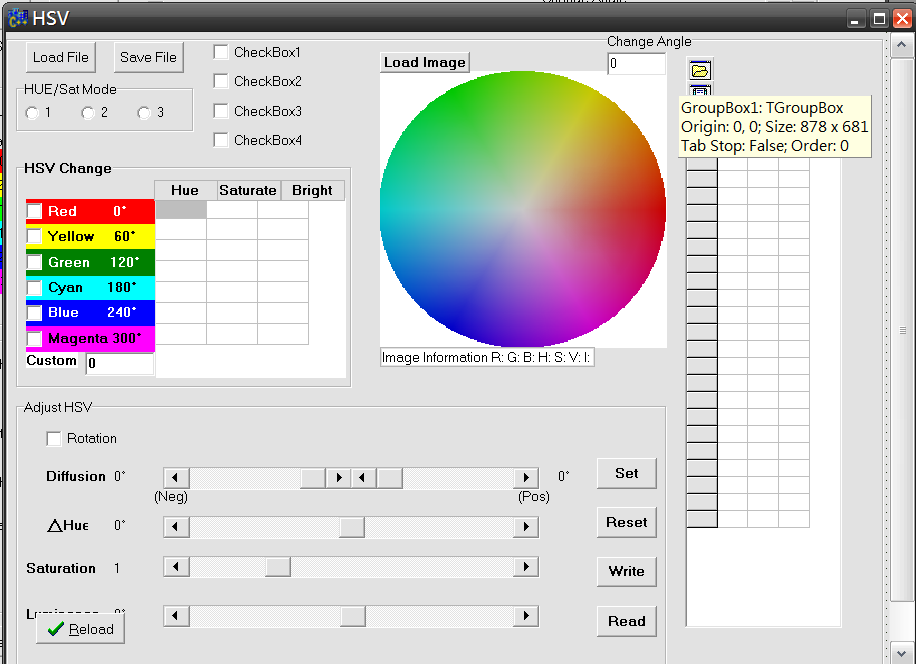 Change Angle
HSV
Load File
Save File
CheckBox1
Change Angle
Load Image
0
CheckBox2
HUE/Sat Mode
1
2
3
CheckBox3
CheckBox4
GroupBox1: TGroupBox
Origin: 0, 0; Size: 878 x 681
Tab Stop: False; Order: 0
HSV Change
Hue
Saturate
Bright
Red 0°
Yellow 60°
Green 120°
Cyan 180°
Blue 240°
Magenta 300°
Custom
0
Image Information R: G: B: H: S: V: I:
Adjust HSV
Rotation
Diffusion 0°
0°
Set
(Neg)
(Pos)
△Hue 0°
Reset
Saturation 1
Write
Luminance 0°
Reload
Read